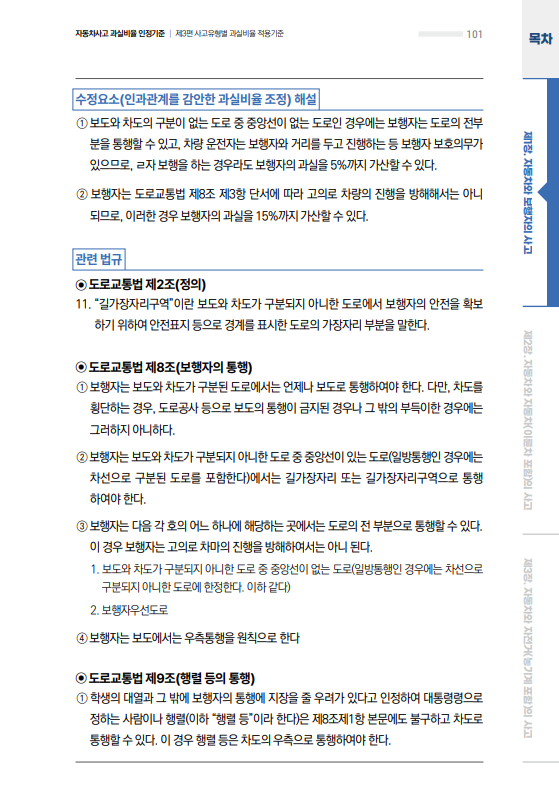 자동차사고 과실비율 인정기준 | 제3편 사고유형별 과실비율 적용기준
101
목차
수정요소(인과관계를 감안한 과실비율 조정) 해설
① 보도와 차도의 구분이 없는 도로 중 중앙선이 없는 도로인 경우에는 보행자는 도로의 전부
분을 통행할 수 있고, 차량 운전자는 보행자와 거리를 두고 진행하는 등 보행자 보호의무가
있으므로, ㄹ자 보행을 하는 경우라도 보행자의 과실을 5%까지 가산할 수 있다.
② 보행자는 도로교통법 제8조 제3항 단서에 따라 고의로 차량의 진행을 방해해서는 아니
되므로, 이러한 경우 보행자의 과실을 15%까지 가산할 수 있다.
관련 법규
◉ 도로교통법 제2조(정의)
11. “길가장자리구역”이란 보도와 차도가 구분되지 아니한 도로에서 보행자의 안전을 확보
하기 위하여 안전표지 등으로 경계를 표시한 도로의 가장자리 부분을 말한다.
◉ 도로교통법 제8조(보행자의 통행)
① 보행자는 보도와 차도가 구분된 도로에서는 언제나 보도로 통행하여야 한다. 다만, 차도를
횡단하는 경우, 도로공사 등으로 보도의 통행이 금지된 경우나 그 밖의 부득이한 경우에는
그러하지 아니하다.
② 보행자는 보도와 차도가 구분되지 아니한 도로 중 중앙선이 있는 도로(일방통행인 경우에는
차선으로 구분된 도로를 포함한다)에서는 길가장자리 또는 길가장자리구역으로 통행
하여야 한다.
③ 보행자는 다음 각 호의 어느 하나에 해당하는 곳에서는 도로의 전 부분으로 통행할 수 있다.
이 경우 보행자는 고의로 차마의 진행을 방해하여서는 아니 된다.
1. 보도와 차도가 구분되지 아니한 도로 중 중앙선이 없는 도로(일방통행인 경우에는 차선으로
구분되지 아니한 도로에 한정한다. 이하 같다)
2. 보행자우선도로
④ 보행자는 보도에서는 우측통행을 원칙으로 한다
◉ 도로교통법 제9조(행렬 등의 통행)
① 학생의 대열과 그 밖에 보행자의 통행에 지장을 줄 우려가 있다고 인정하여 대통령령으로
정하는 사람이나 행렬(이하 “행렬 등”이라 한다)은 제8조제1항 본문에도 불구하고 차도로
통행할 수 있다. 이 경우 행렬 등은 차도의 우측으로 통행하여야 한다.
제1장. 자동차와 보행자의 사고
제2장. 자동차와 자동차(이륜차 포함)의 사고
제3장. 자동차와 자전거(농기계 포함)의 사고